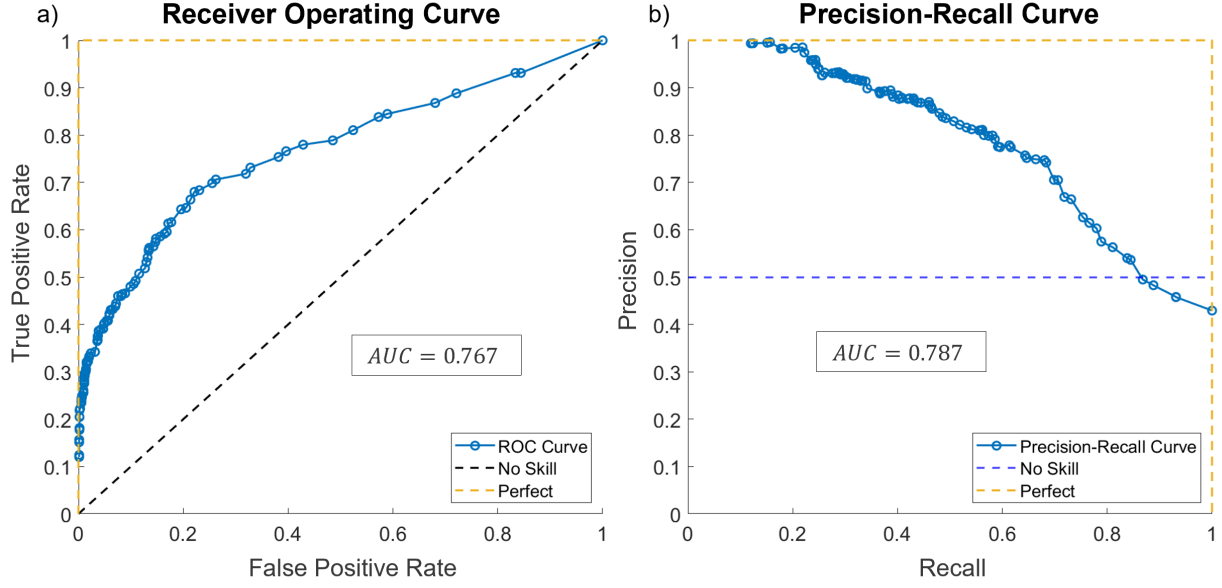 a)
Receiver Operating Curve
1
0.9
0.8
0.7
0.6
0.5
0.4
0.3
0.2
0.1
0
True Positive Rate
AUC = 0.767
ROC Curve
No Skill
Perfect
0 0.2 0.4 0.6 0.8 1
False Positive Rate
b)
Precision-Recall Curve
1
0.9
0.8
0.7
0.6
0.5
0.4
0.3
0.2
0.1
0
Precision
AUC = 0.787
Precision-Recall Curve
No Skill
Perfect
0 0.2 0.4 0.6 0.8 1
Recall